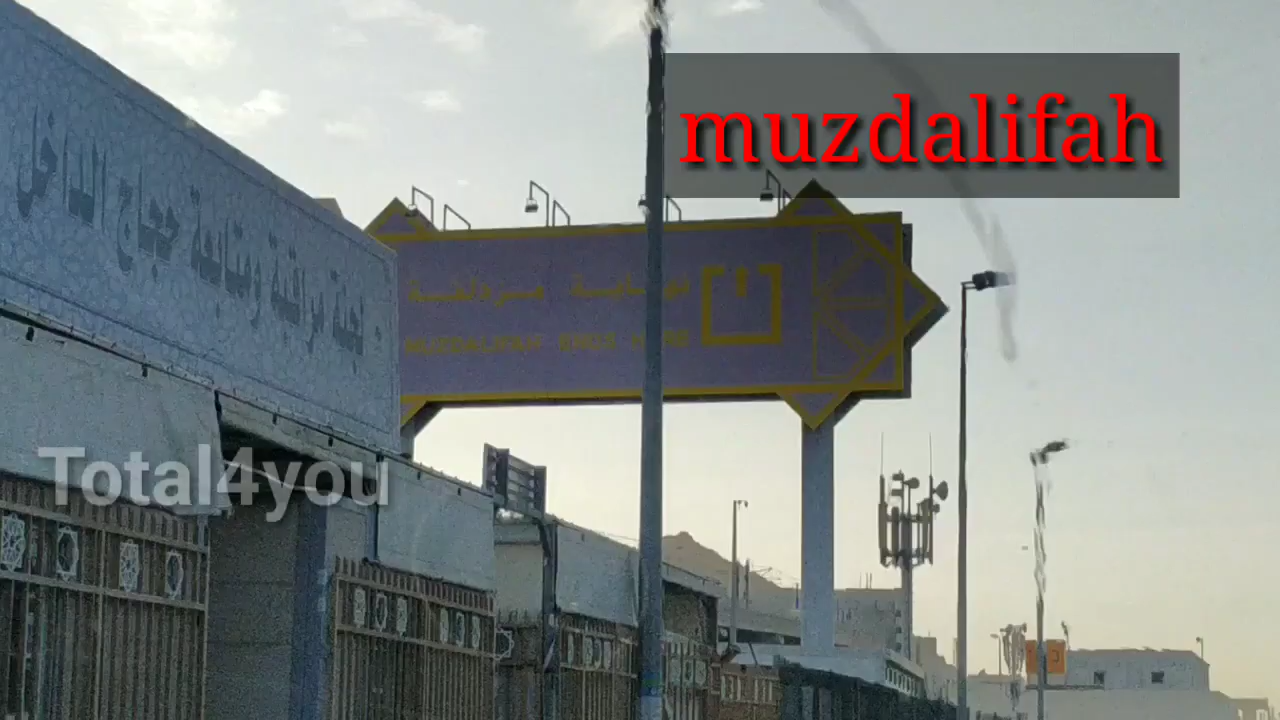 muzdalifah
لجنة مراقبة ومتابعة حجاج الداخل
نهاية مزدلفة
MUZDALIFAH ENDS HERE
Total4you